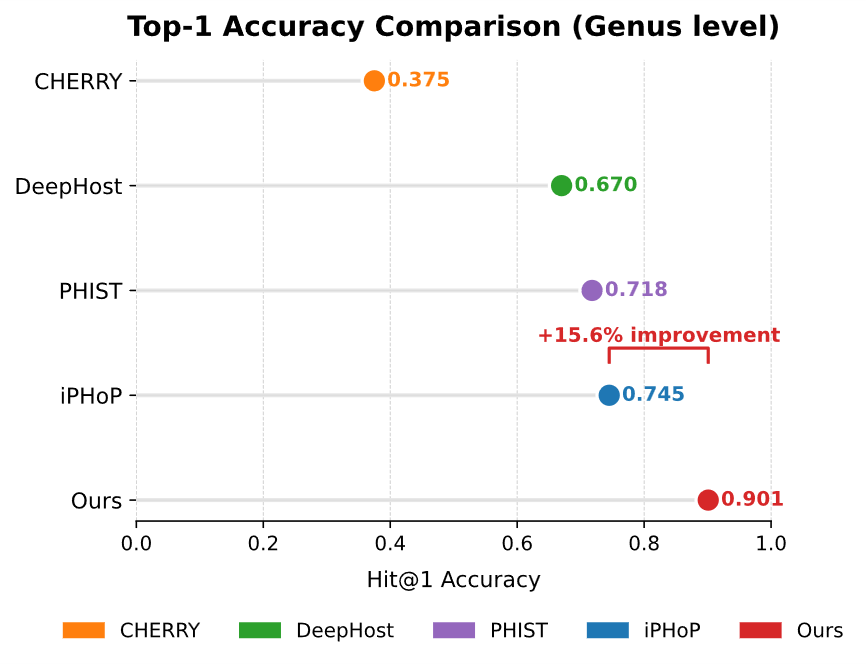 Top-1 Accuracy Comparison (Genus level)
CHERRY
0.375
DeepHost
0.670
PHIST
0.718
+15.6% improvement
iPHoP
0.745
Ours
0.901
0.0 0.2 0.4 0.6 0.8 1.0
Hit@1 Accuracy
CHERRY DeepHost PHIST iPHoP Ours